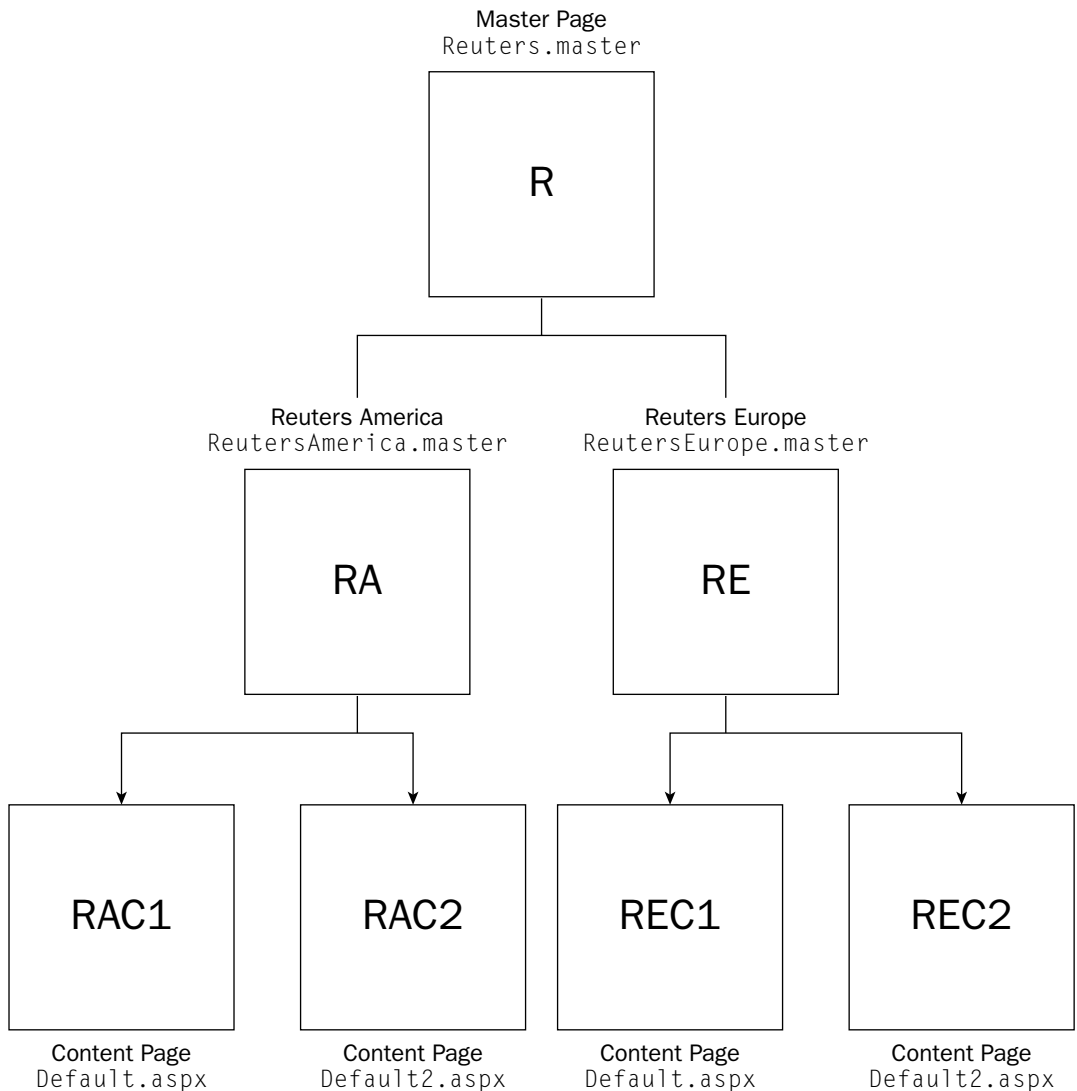 Master Page
Reuters.master
R
Reuters America
ReutersAmerica.master
Reuters Europe
ReutersEurope.master
RA
RE
RAC1
RAC2
REC1
REC2
Content Page
Default.aspx
Content Page
Default2.aspx
Content Page
Default.aspx
Content Page
Default2.aspx